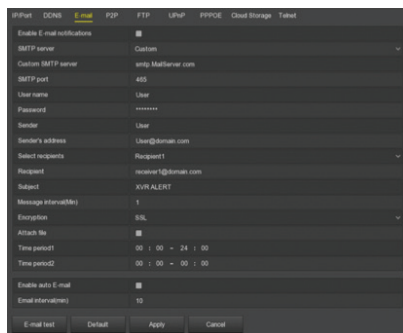 IP/Port DDNS E-mail P2P FTP UPnP PPPOE Cloud Storage Telnet
Enable E-mail notifications
SMTP server Custom
Custom SMTP server smtp.MailServer.com
SMTP port 465
User name User
Password ********
Sender User
Sender's address User@domain.com
Select recipients Recipient1
Recipient receiver1@domain.com
Subject XVR ALERT
Message interval(Min) 1
Encryption SSL
Attach file
Time period1 00 : 00 - 24 : 00
Time period2 00 : 00 - 00 : 00
Enable auto E-mail
Email interval(min) 10
E-mail test Default Apply Cancel